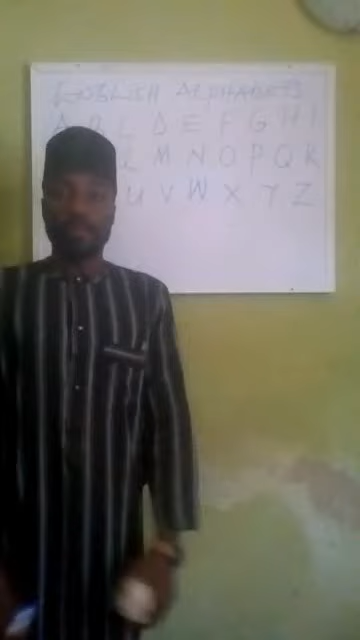 ENGLISH ALPHABETS
A B C D E F G H I
L M N O P Q R
U V W X Y Z